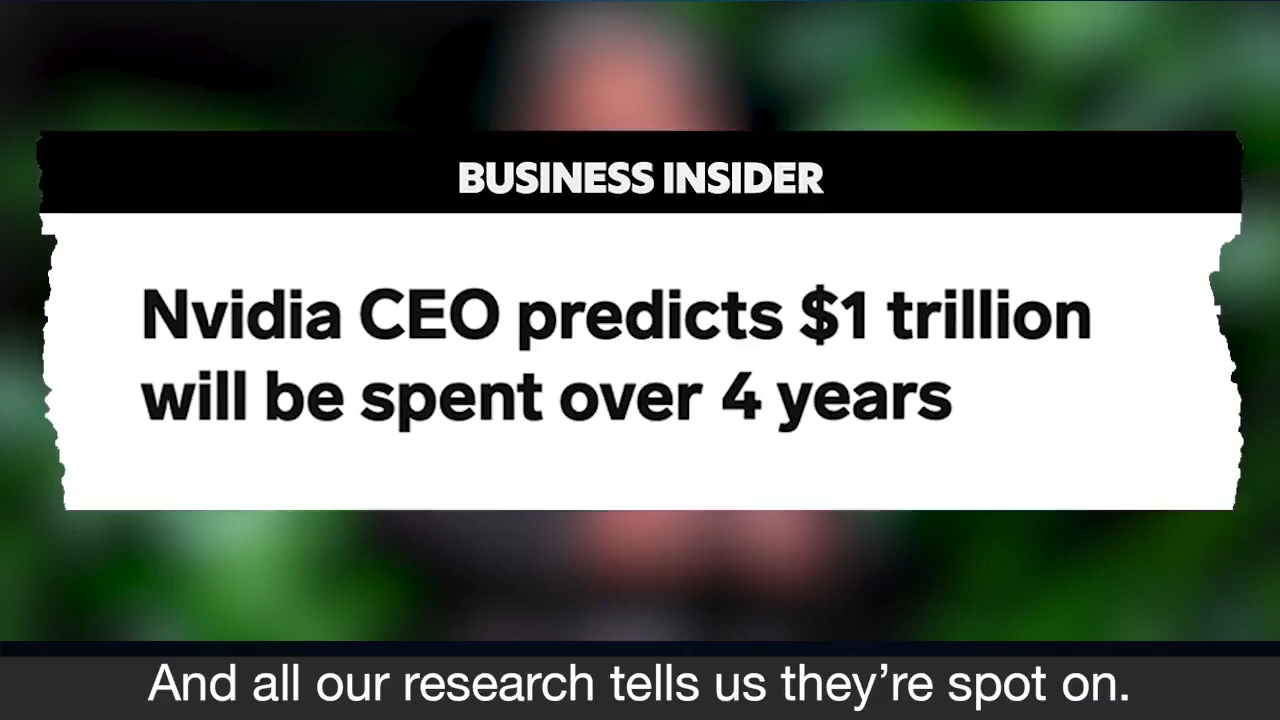 BUSINESS INSIDER
Nvidia CEO predicts $1 trillion
will be spent over 4 years
And all our research tells us they’re spot on.